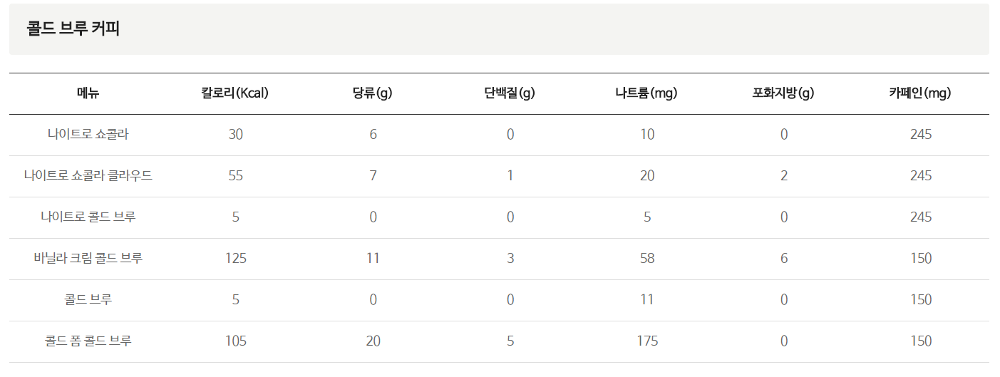 콜드 브루 커피
메뉴 칼로리(Kcal) 당류(g) 단백질(g) 나트륨(mg) 포화지방(g) 카페인(mg)
나이트로 쇼콜라 30 6 0 10 0 245
나이트로 쇼콜라 클라우드 55 7 1 20 2 245
나이트로 콜드 브루 5 0 0 5 0 245
바닐라 크림 콜드 브루 125 11 3 58 6 150
콜드 브루 5 0 0 11 0 150
콜드 폼 콜드 브루 105 20 5 175 0 150